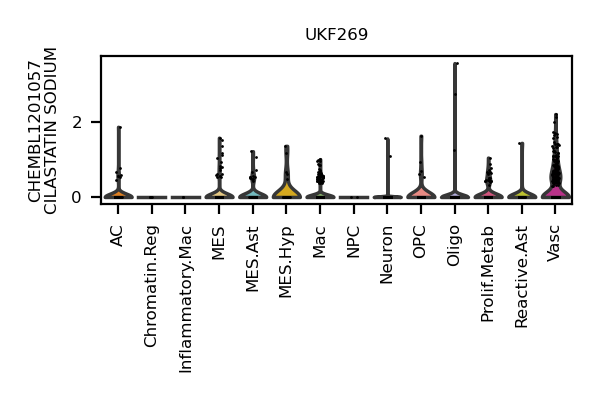 UKF269
CHEMBL1201057
CILASTATIN SODIUM
2
0
AC
Chromatin.Reg
Inflammatory.Mac
MES
MES.Ast
MES.Hyp
Mac
NPC
Neuron
OPC
Oligo
Prolif.Metab
Reactive.Ast
Vasc